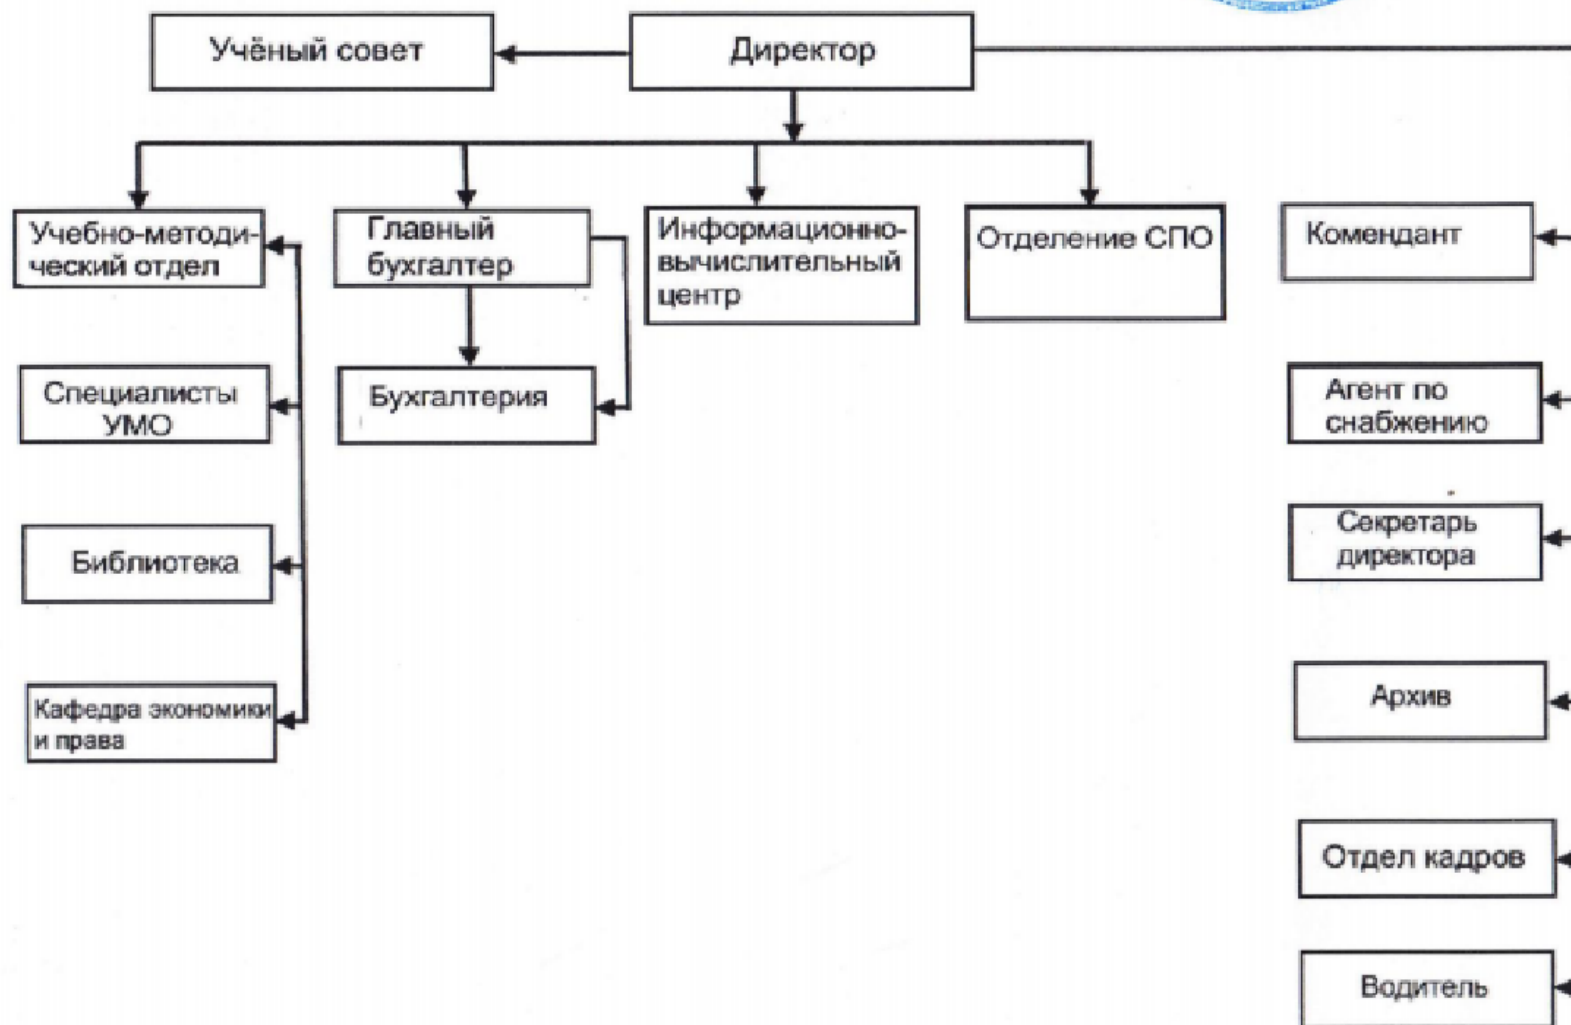 Учёный совет
Директор
Учебно-методи-
ческий отдел
Главный
бухгалтер
Информационно-
вычислительный
центр
Отделение СПО
Комендант
Специалисты
УМО
Бухгалтерия
Агент по
снабжению
Библиотека
Секретарь
директора
Кафедра экономики
и права
Архив
Отдел кадров
Водитель